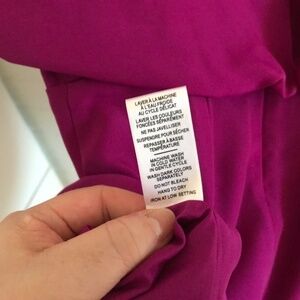 LAVER À LA MACHINE
À L'EAU FROIDE
AU CYCLE DÉLICAT
LAVER LES COULEURS
FONCÉES SÉPARÉMENT
NE PAS JAVELLISER
SUSPENDRE POUR SÉCHER
REPASSER À BASSE
TEMPÉRATURE
MACHINE WASH
IN COLD WATER
IN GENTLE CYCLE
WASH DARK COLORS
SEPARATELY
DO NOT BLEACH
HANG TO DRY
IRON AT LOW SETTING